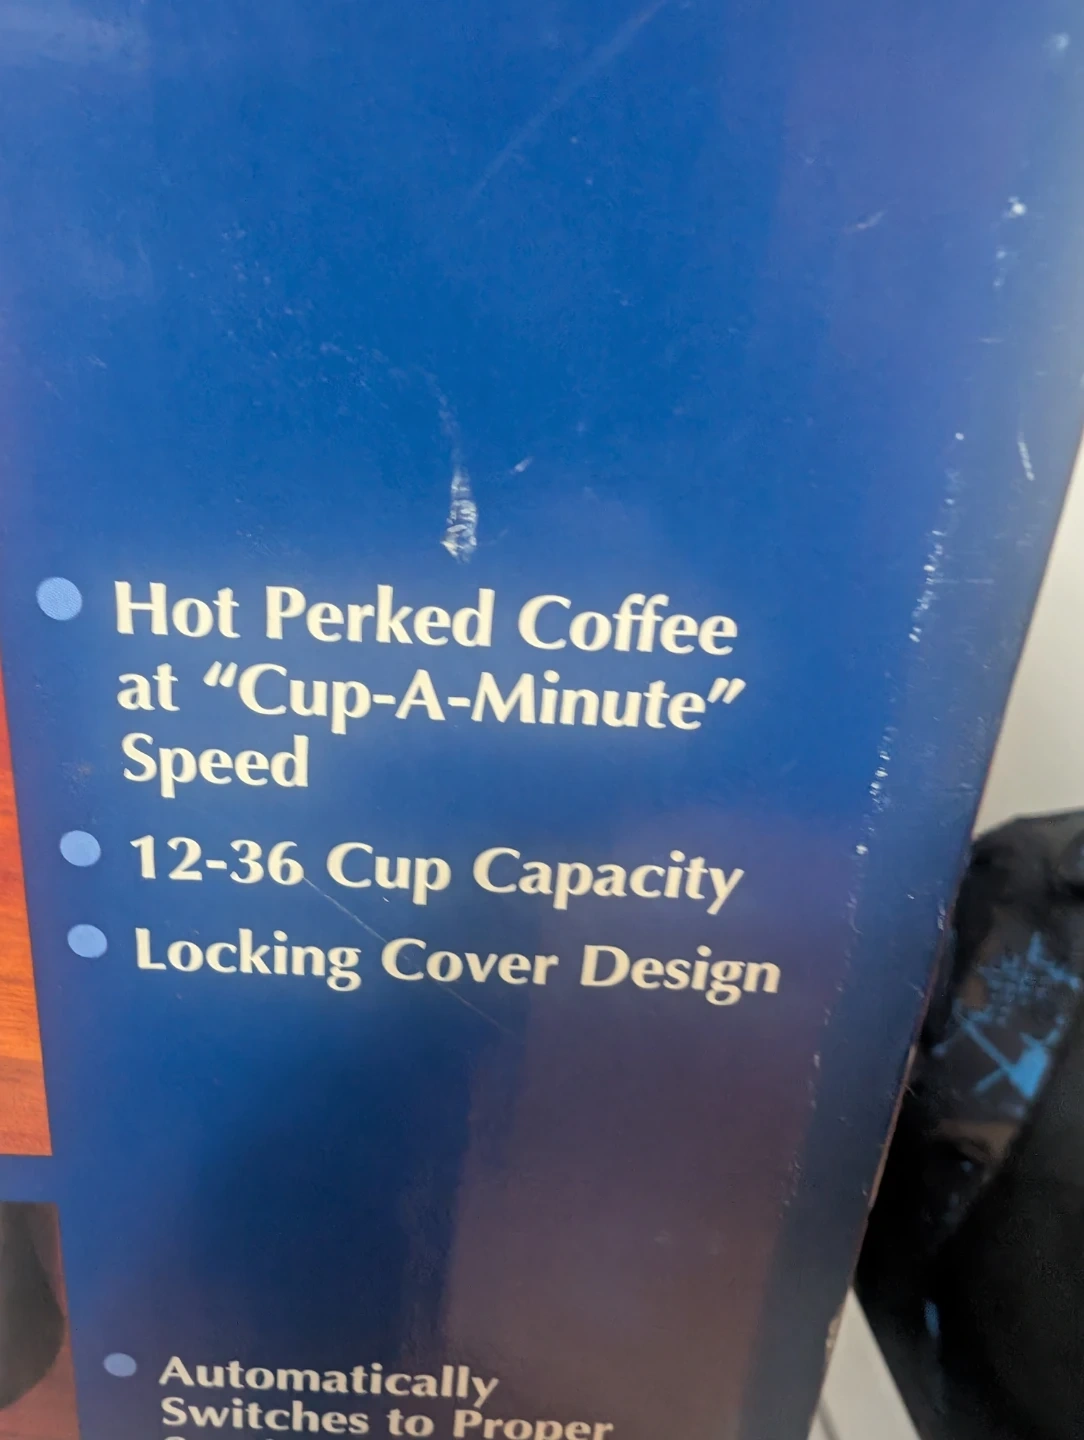 Hot Perked Coffee
at “Cup-A-Minute”
Speed
12-36 Cup Capacity
Locking Cover Design
Automatically
Switches to Proper